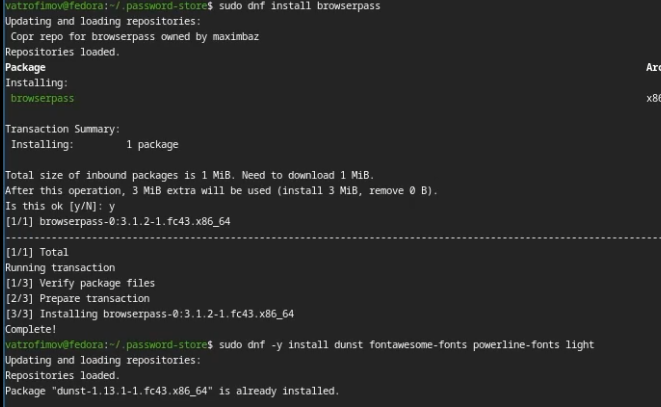 vatrofimov@fedora:~/.password-store$ sudo dnf install browserpass
Updating and loading repositories:
Copr repo for browserpass owned by maximbaz
Repositories loaded.
Package Arc
Installing:
browserpass x86
Transaction Summary:
Installing: 1 package
Total size of inbound packages is 1 MiB. Need to download 1 MiB.
After this operation, 3 MiB extra will be used (install 3 MiB, remove 0 B).
Is this ok [y/N]: y
[1/1] browserpass-0:3.1.2-1.fc43.x86_64
--------------------------------------------------------------------------------
[1/1] Total
Running transaction
[1/3] Verify package files
[2/3] Prepare transaction
[3/3] Installing browserpass-0:3.1.2-1.fc43.x86_64
Complete!
vatrofimov@fedora:~/.password-store$ sudo dnf -y install dunst fontawesome-fonts powerline-fonts light
Updating and loading repositories:
Repositories loaded.
Package "dunst-1.13.1-1.fc43.x86_64" is already installed.